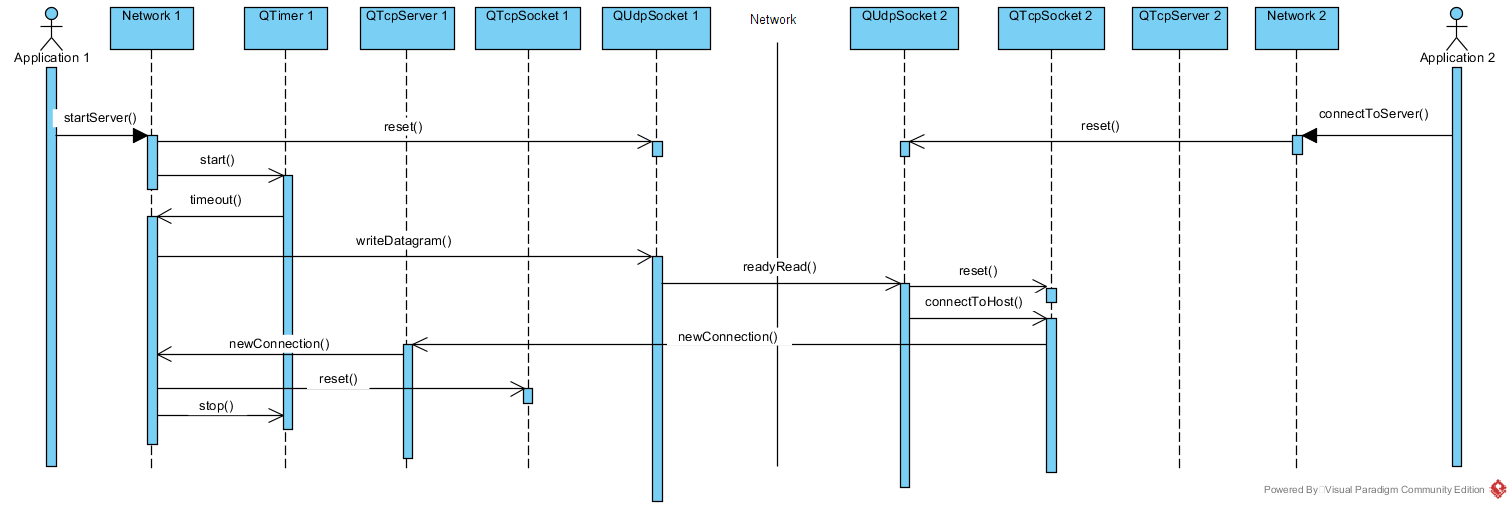 Network 1
QTimer 1
QTcpServer 1
QTcpSocket 1
QUdpSocket 1
Network
QUdpSocket 2
QTcpSocket 2
QTcpServer 2
Network 2
Application 1
Application 2
startServer()
connectToServer()
reset()
reset()
start()
timeout()
writeDatagram()
readyRead()
reset()
connectToHost()
newConnection()
newConnection()
reset()
stop()
Powered By Visual Paradigm Community Edition